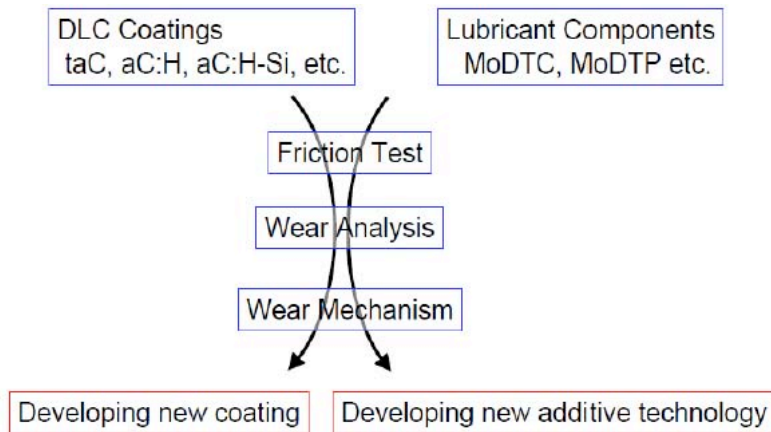 DLC Coatings
taC, aC:H, aC:H-Si, etc.
Lubricant Components
MoDTC, MoDTP etc.
Friction Test
Wear Analysis
Wear Mechanism
Developing new coating
Developing new additive technology